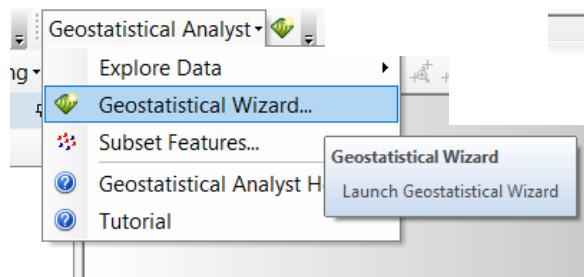 Geostatistical Analyst
ng
Explore Data
Geostatistical Wizard...
Subset Features...
Geostatistical Wizard
Geostatistical Analyst H
Launch Geostatistical Wizard
Tutorial